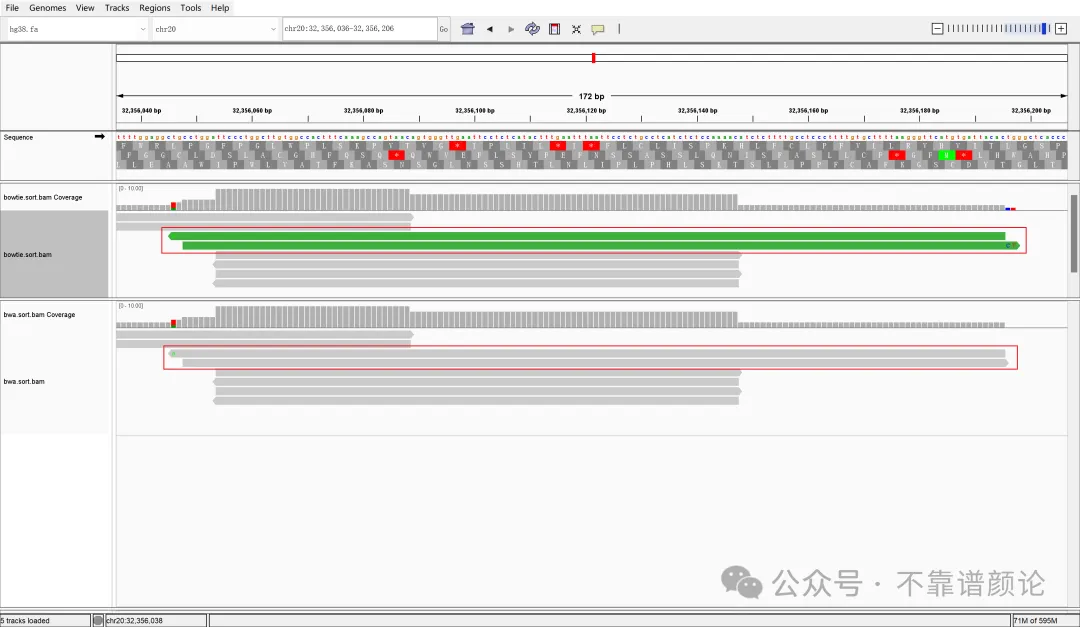 File Genomes View Tracks Regions Tools Help
hg38.fa chr20 chr20:32,356,036-32,356,206 Go
172 bp
32,356,040 bp 32,356,060 bp 32,356,080 bp 32,356,100 bp 32,356,120 bp 32,356,140 bp 32,356,160 bp 32,356,180 bp 32,356,200 bp
Sequence
[0 - 10.00]
bowtie.sort.bam Coverage
bowtie.sort.bam
[0 - 10.00]
bwa.sort.bam Coverage
bwa.sort.bam
公众号 · 不靠谱颜论
5 tracks loaded chr20:32,356,038 71M of 595M